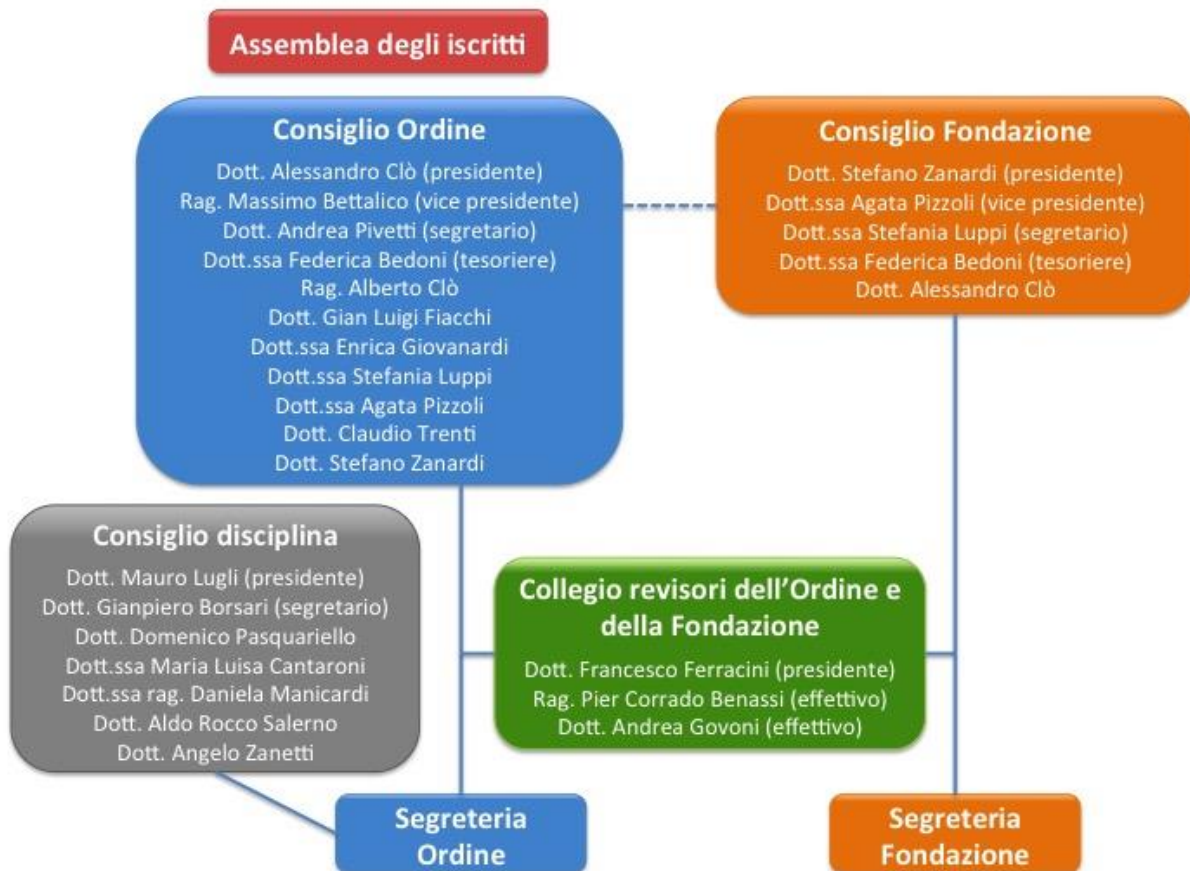 Assemblea degli iscritti
Consiglio Ordine
Dott. Alessandro Clò (presidente)
Rag. Massimo Bettalico (vice presidente)
Dott. Andrea Pivetti (segretario)
Dott.ssa Federica Bedoni (tesoriere)
Rag. Alberto Clò
Dott. Gian Luigi Fiacchi
Dott.ssa Enrica Giovanardi
Dott.ssa Stefania Luppi
Dott.ssa Agata Pizzoli
Dott. Claudio Trenti
Dott. Stefano Zanardi
Consiglio Fondazione
Dott. Stefano Zanardi (presidente)
Dott.ssa Agata Pizzoli (vice presidente)
Dott.ssa Stefania Luppi (segretario)
Dott.ssa Federica Bedoni (tesoriere)
Dott. Alessandro Clò
Consiglio disciplina
Dott. Mauro Lugli (presidente)
Dott. Gianpiero Borsari (segretario)
Dott. Domenico Pasquariello
Dott.ssa Maria Luisa Cantaroni
Dott.ssa rag. Daniela Manicardi
Dott. Aldo Rocco Salerno
Dott. Angelo Zanetti
Collegio revisori dell’Ordine e
della Fondazione
Dott. Francesco Ferracini (presidente)
Rag. Pier Corrado Benassi (effettivo)
Dott. Andrea Govoni (effettivo)
Segreteria
Ordine
Segreteria
Fondazione